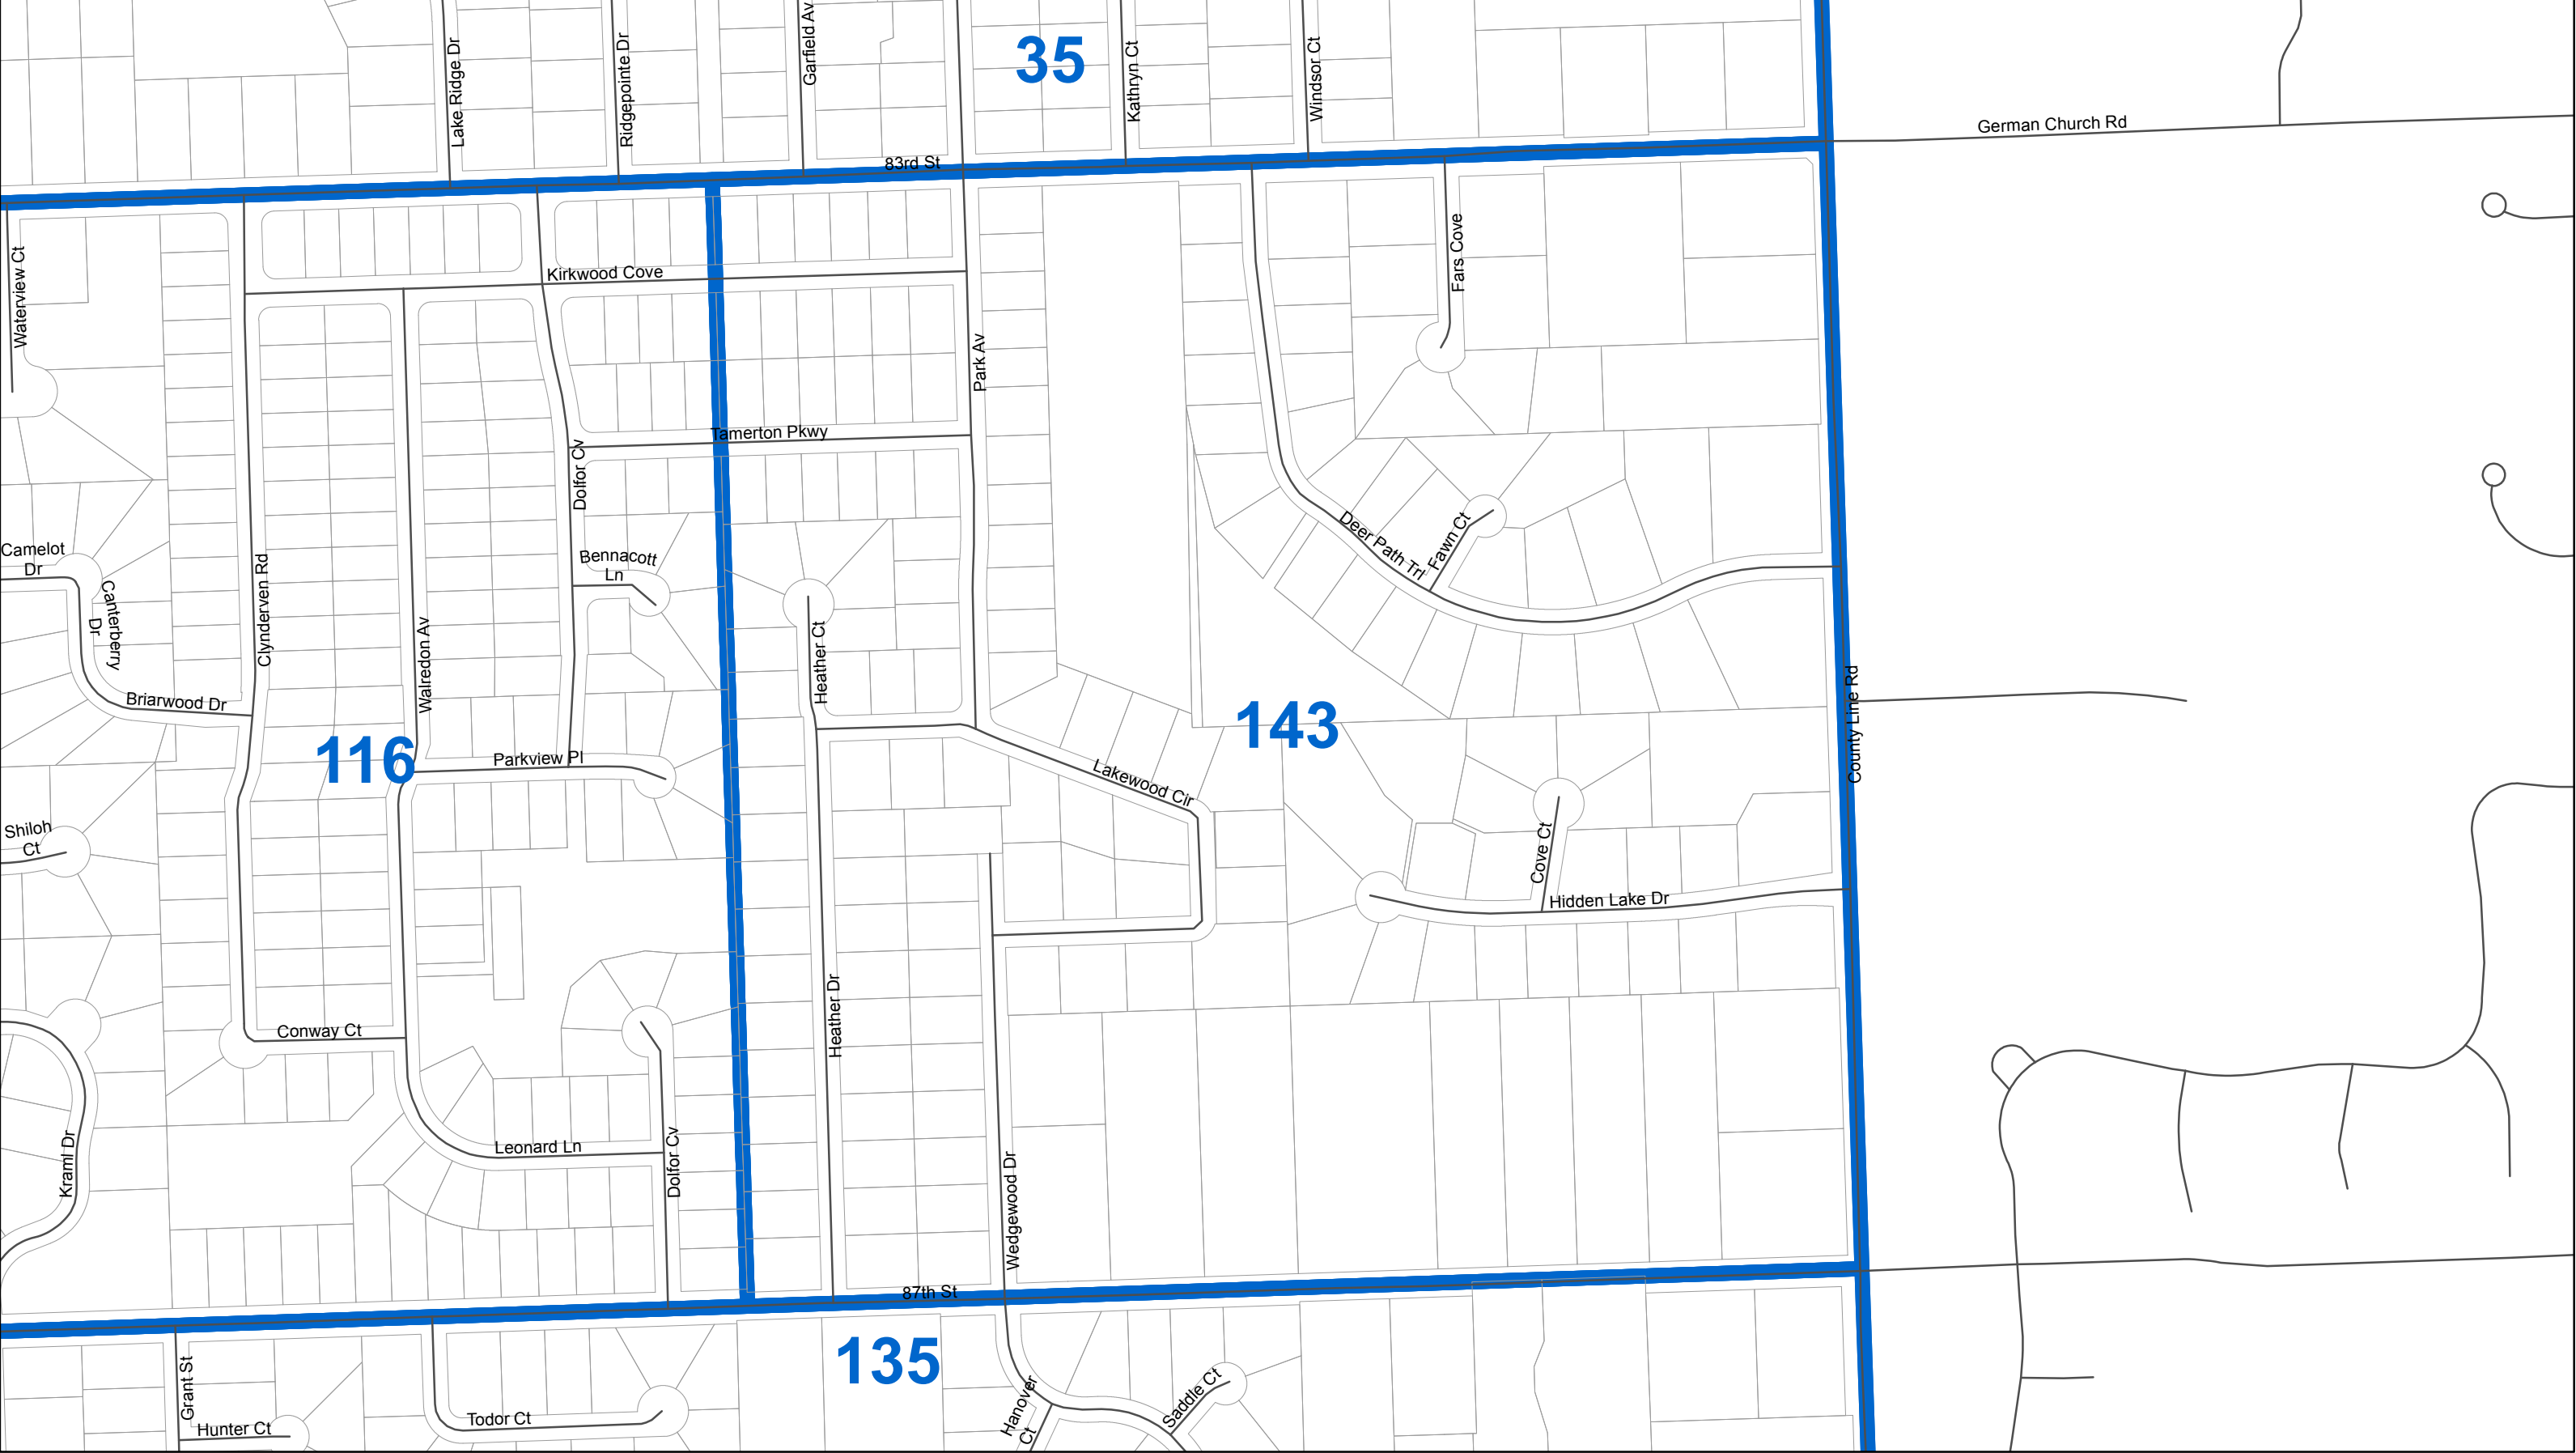 35
Lake Ridge Dr
Ridgepointe Dr
Garfield Av
Kathryn Ct
Windsor Ct
German Church Rd
83rd St
Waterview Ct
Kirkwood Cove
Fars Cove
Park Av
Tamerton Pkwy
Dolfor Cv
Deer Path Trl
Fawn Ct
Camelot
Dr
Canterberry
Dr
Clynderven Rd
Bennacott
Ln
Walredon Av
Heather Ct
Briarwood Dr
116
143
County Line Rd
Parkview Pl
Lakewood Cir
Shiloh
Ct
Cove Ct
Hidden Lake Dr
Heather Dr
Conway Ct
Kraml Dr
Leonard Ln
Dolfor Cv
Wedgewood Dr
87th St
135
Grant St
Hunter Ct
Todor Ct
Hanover
Ct
Saddle Ct